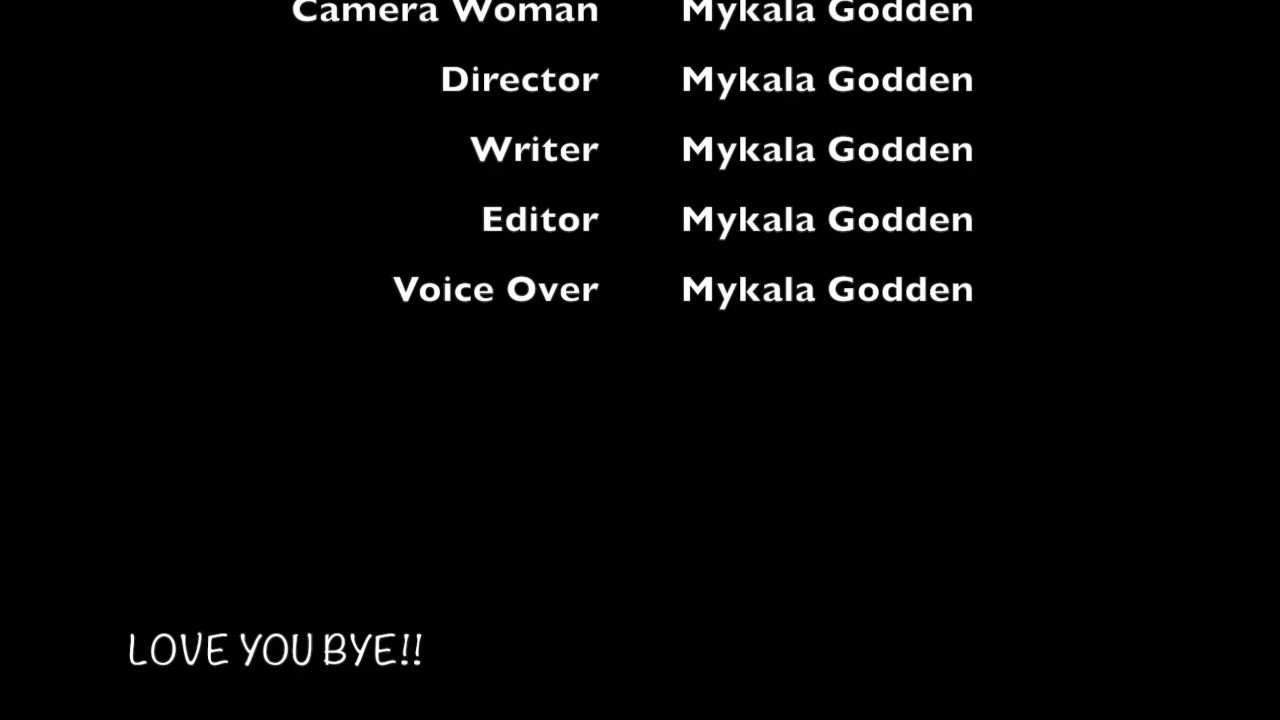 Camera Woman Mykala Godden
Director Mykala Godden
Writer Mykala Godden
Editor Mykala Godden
Voice Over Mykala Godden
LOVE YOU BYE!!